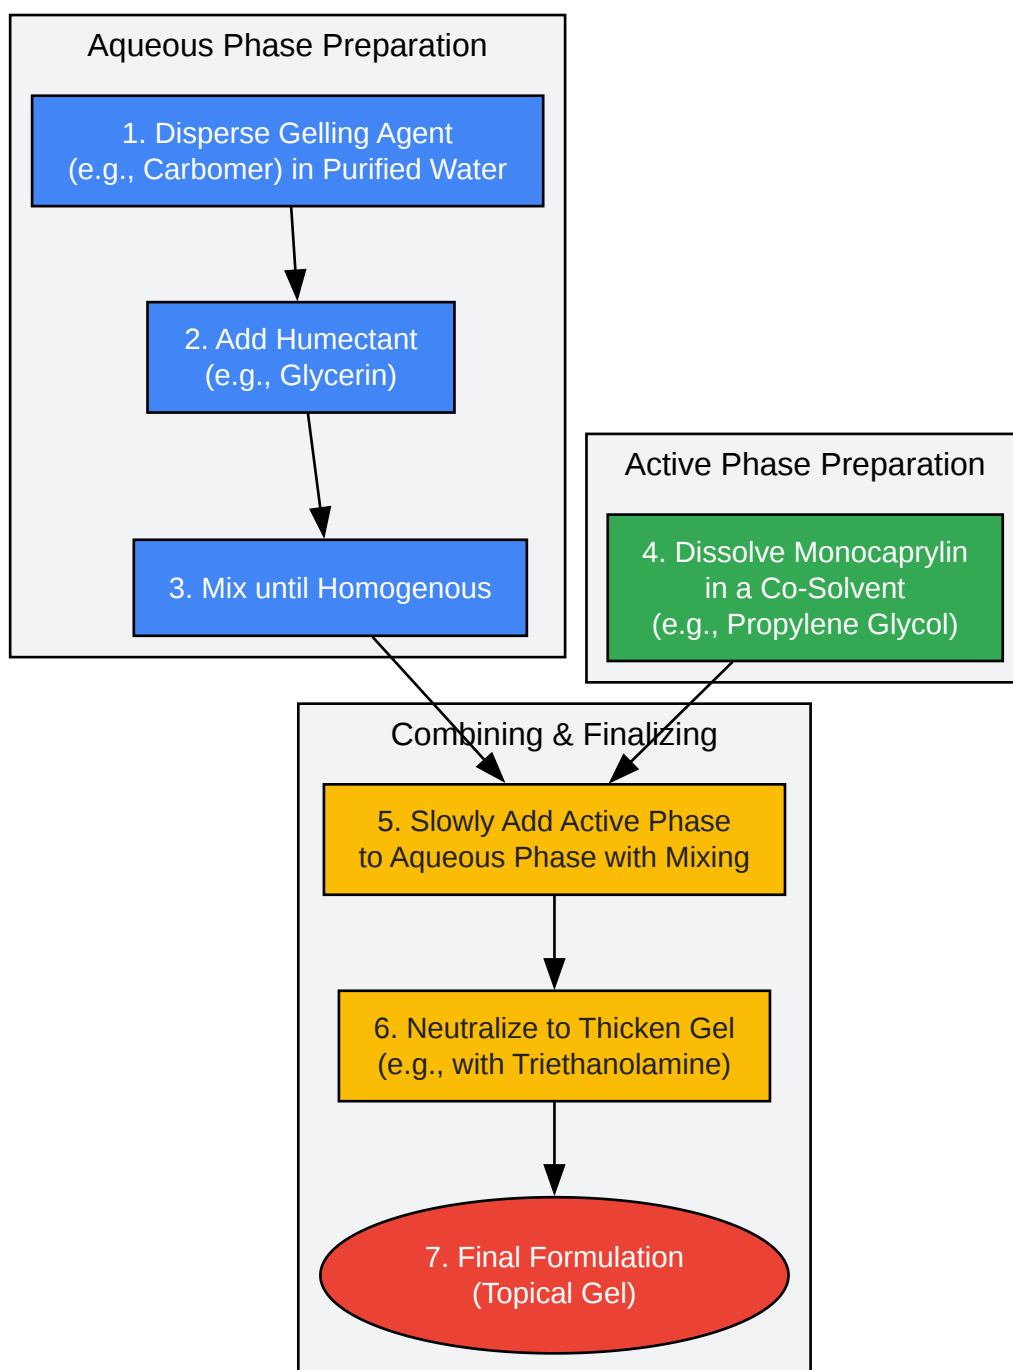 Aqueous Phase Preparation
1. Disperse Gelling Agent
(e.g., Carbomer) in Purified Water
2. Add Humectant
(e.g., Glycerin)
3. Mix until Homogenous
Active Phase Preparation
4. Dissolve Monocaprylin
in a Co-Solvent
(e.g., Propylene Glycol)
Combining & Finalizing
5. Slowly Add Active Phase
to Aqueous Phase with Mixing
6. Neutralize to Thicken Gel
(e.g., with Triethanolamine)
7. Final Formulation
(Topical Gel)